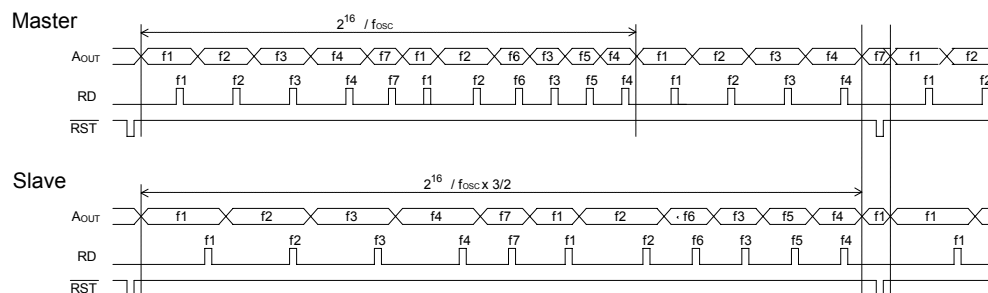 Master
2^16 / fOSC
AOUT f1 f2 f3 f4 f7 f1 f2 f6 f3 f5 f4 f1 f2 f3 f4 f7 f1 f2
f1 f2 f3 f4 f7 f1 f2 f6 f3 f5 f4 f1 f2 f3 f4 f1 f2
RD
RST
Slave
2^16 / fOSC x 3/2
AOUT f1 f2 f3 f4 f7 f1 f2 f6 f3 f5 f4 f1 f1
f1 f2 f3 f4 f7 f1 f2 f6 f3 f5 f4 f1
RD
RST